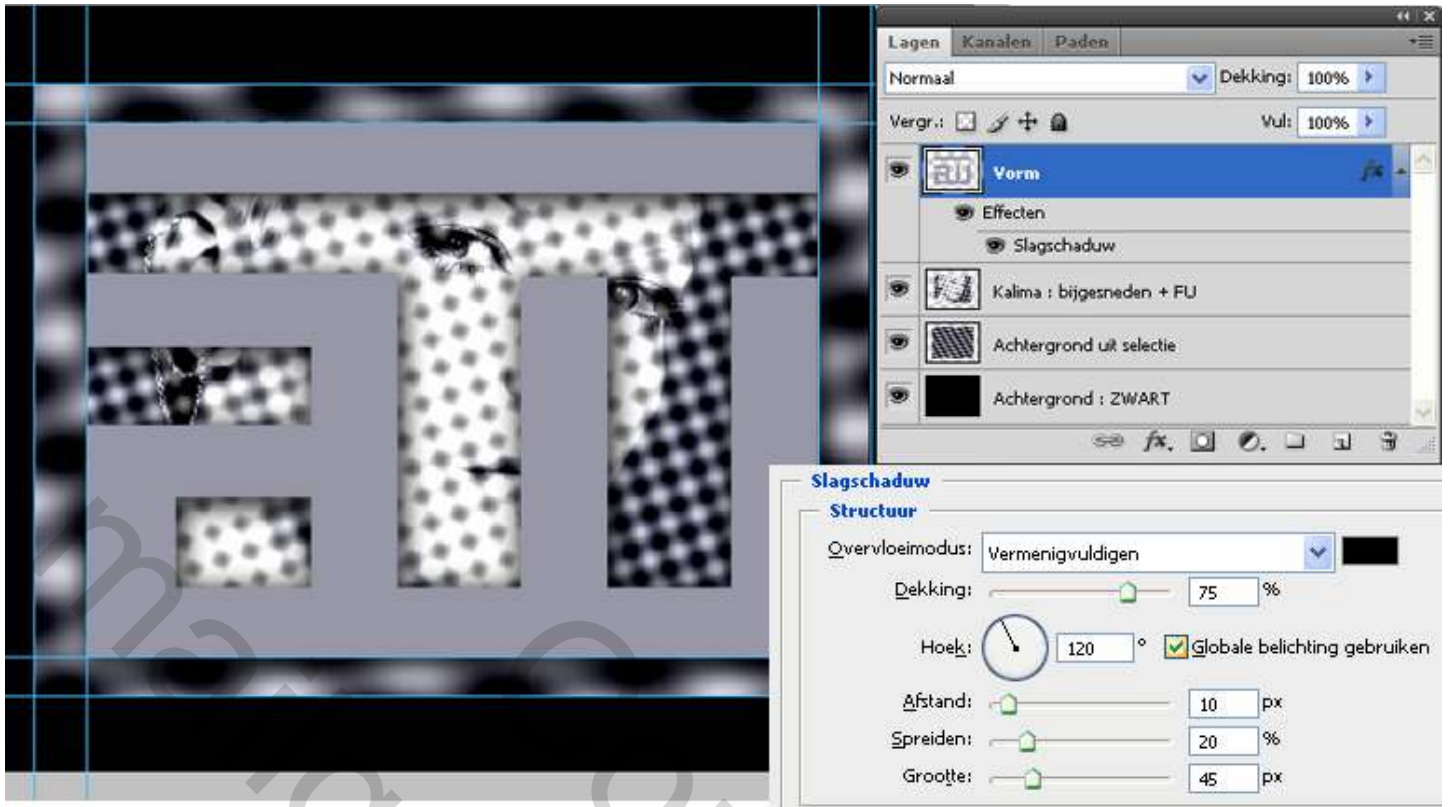 Lagen Kanalen Paden
Normaal Dekking: 100%
Vergr.: Vul: 100%
Vorm fx
Effecten
Slagschaduw
Kalima : bijgesneden + FU
Achtergrond uit selectie
Achtergrond : ZWART
fx.
Slagschaduw
Structuur
Overvloeimodus: Vermenigvuldigen
Dekking: 75 %
Hoek: 120 ° Globale belichting gebruiken
Afstand: 10 px
Spreiden: 20 %
Grootte: 45 px